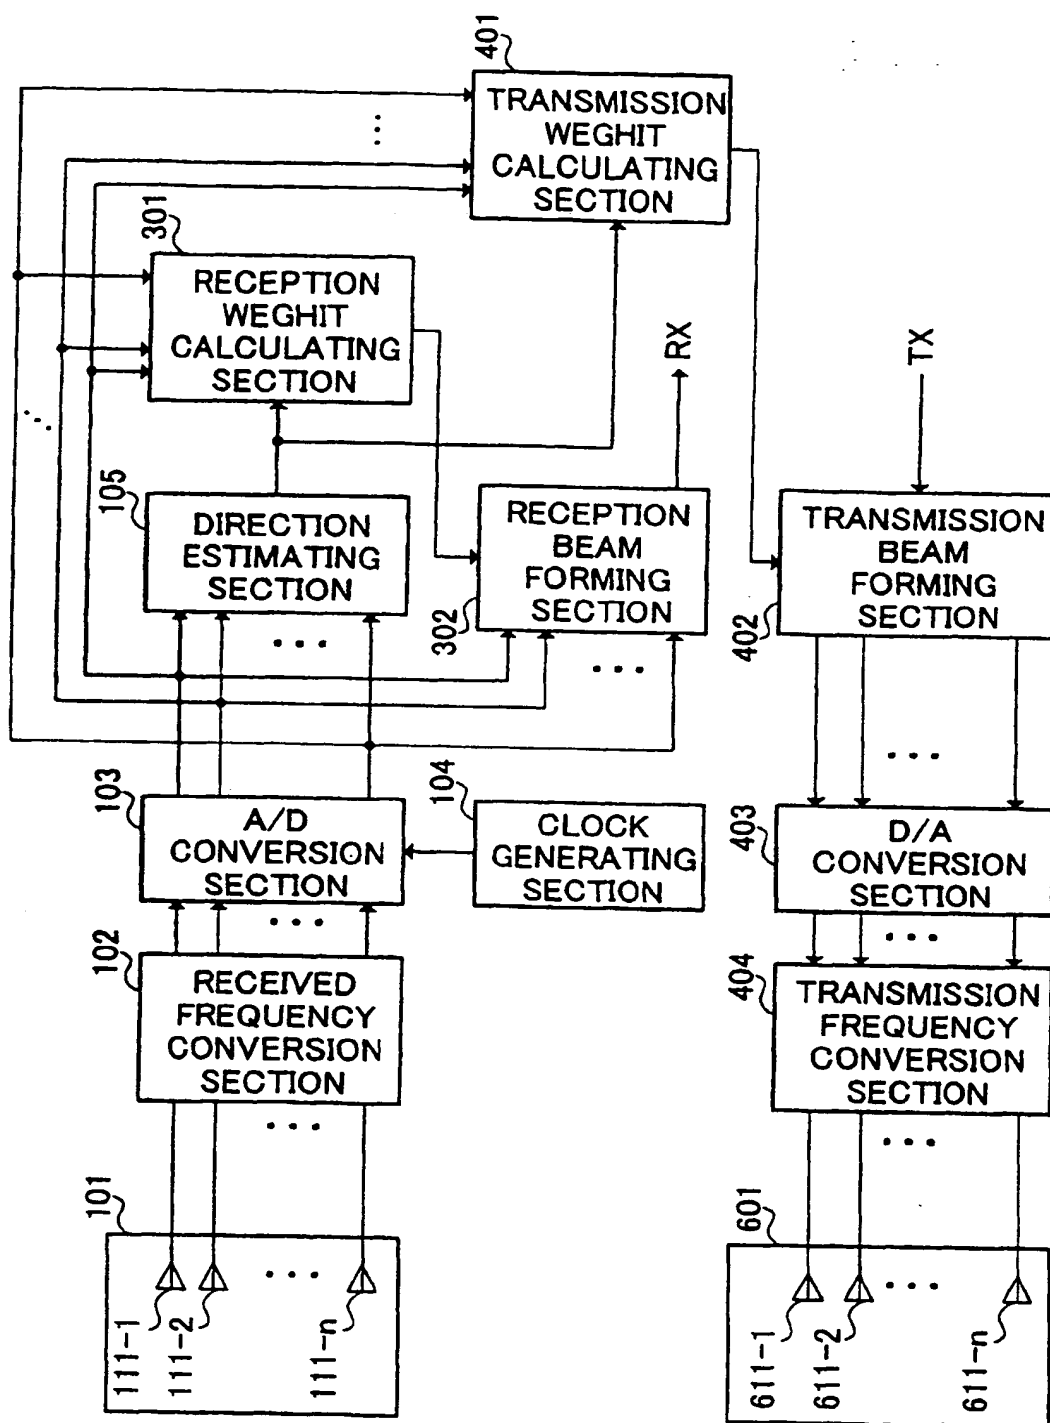 101
111-1
111-2
111-n
102
RECEIVED
FREQUENCY
CONVERSION
SECTION
103
A/D
CONVERSION
SECTION
104
CLOCK
GENERATING
SECTION
105
DIRECTION
ESTIMATING
SECTION
301
RECEPTION
WEGHIT
CALCULATING
SECTION
302
RECEPTION
BEAM
FORMING
SECTION
RX
401
TRANSMISSION
WEGHIT
CALCULATING
SECTION
TX
402
TRANSMISSION
BEAM
FORMING
SECTION
403
D/A
CONVERSION
SECTION
404
TRANSMISSION
FREQUENCY
CONVERSION
SECTION
601
611-1
611-2
611-n